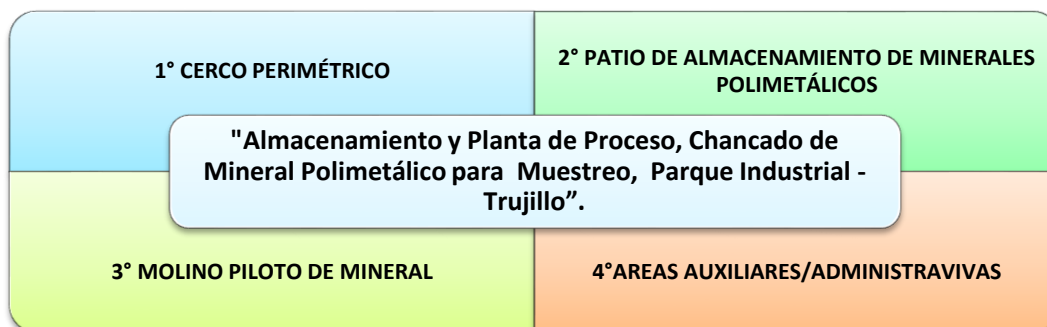 1° CERCO PERIMÉTRICO
2° PATIO DE ALMACENAMIENTO DE MINERALES
POLIMETÁLICOS
"Almacenamiento y Planta de Proceso, Chancado de
Mineral Polimetálico para Muestreo, Parque Industrial -
Trujillo”.
3° MOLINO PILOTO DE MINERAL
4°AREAS AUXILIARES/ADMINISTRAVIVAS